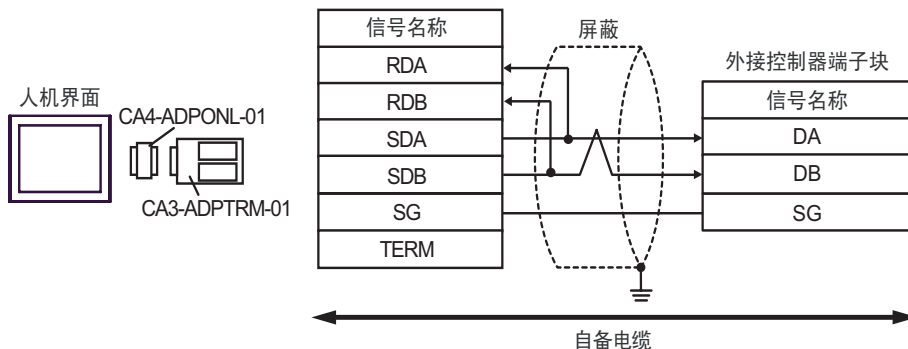 人机界面
CA4-ADPONL-01
CA3-ADPTRM-01
信号名称
RDA
RDB
SDA
SDB
SG
TERM
屏蔽
外接控制器端子块
信号名称
DA
DB
SG
自备电缆